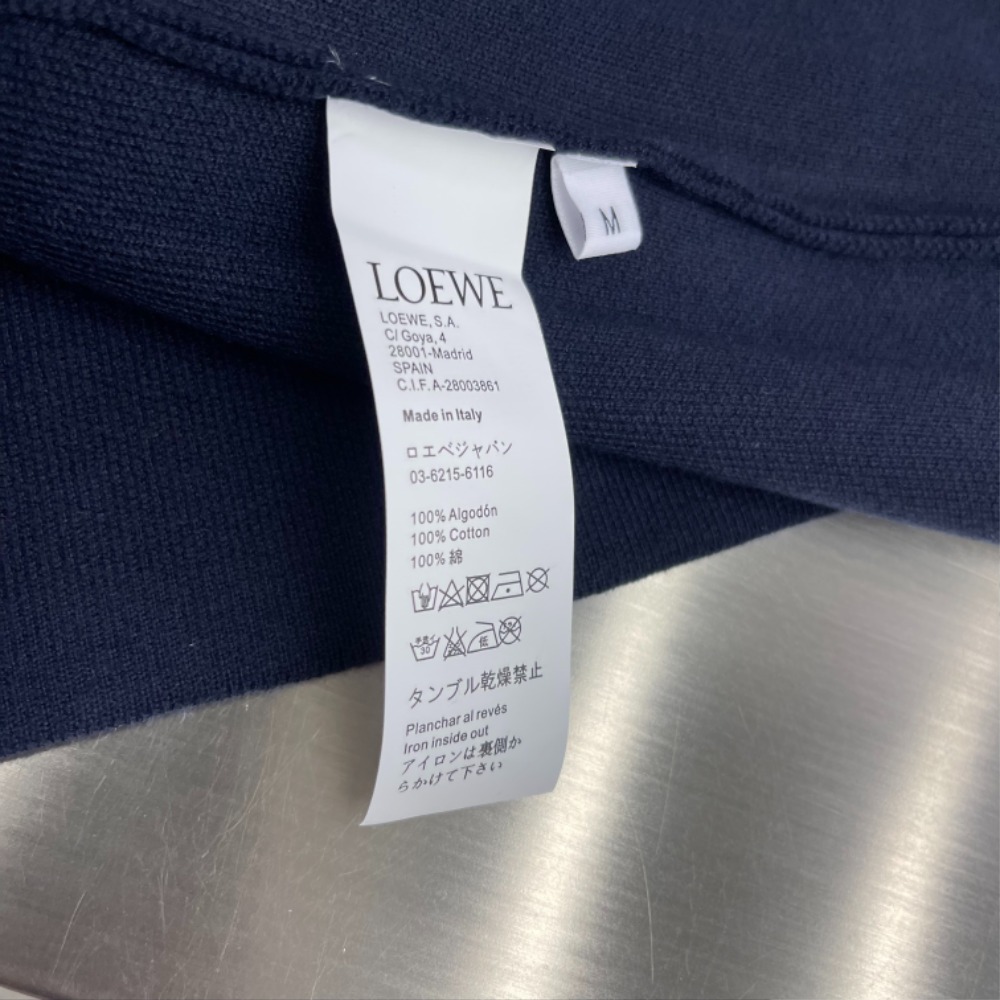 M
LOEWE
LOEWE, S.A.
C/ Goya, 4
28001-Madrid
SPAIN
C.I.F. A-28003861
Made in Italy
ロエベジャパン
03-6215-6116
100% Algodón
100% Cotton
100% 綿
30
低
タンブル乾燥禁止
Planchar al revés
Iron inside out
アイロンは裏側か
らかけて下さい